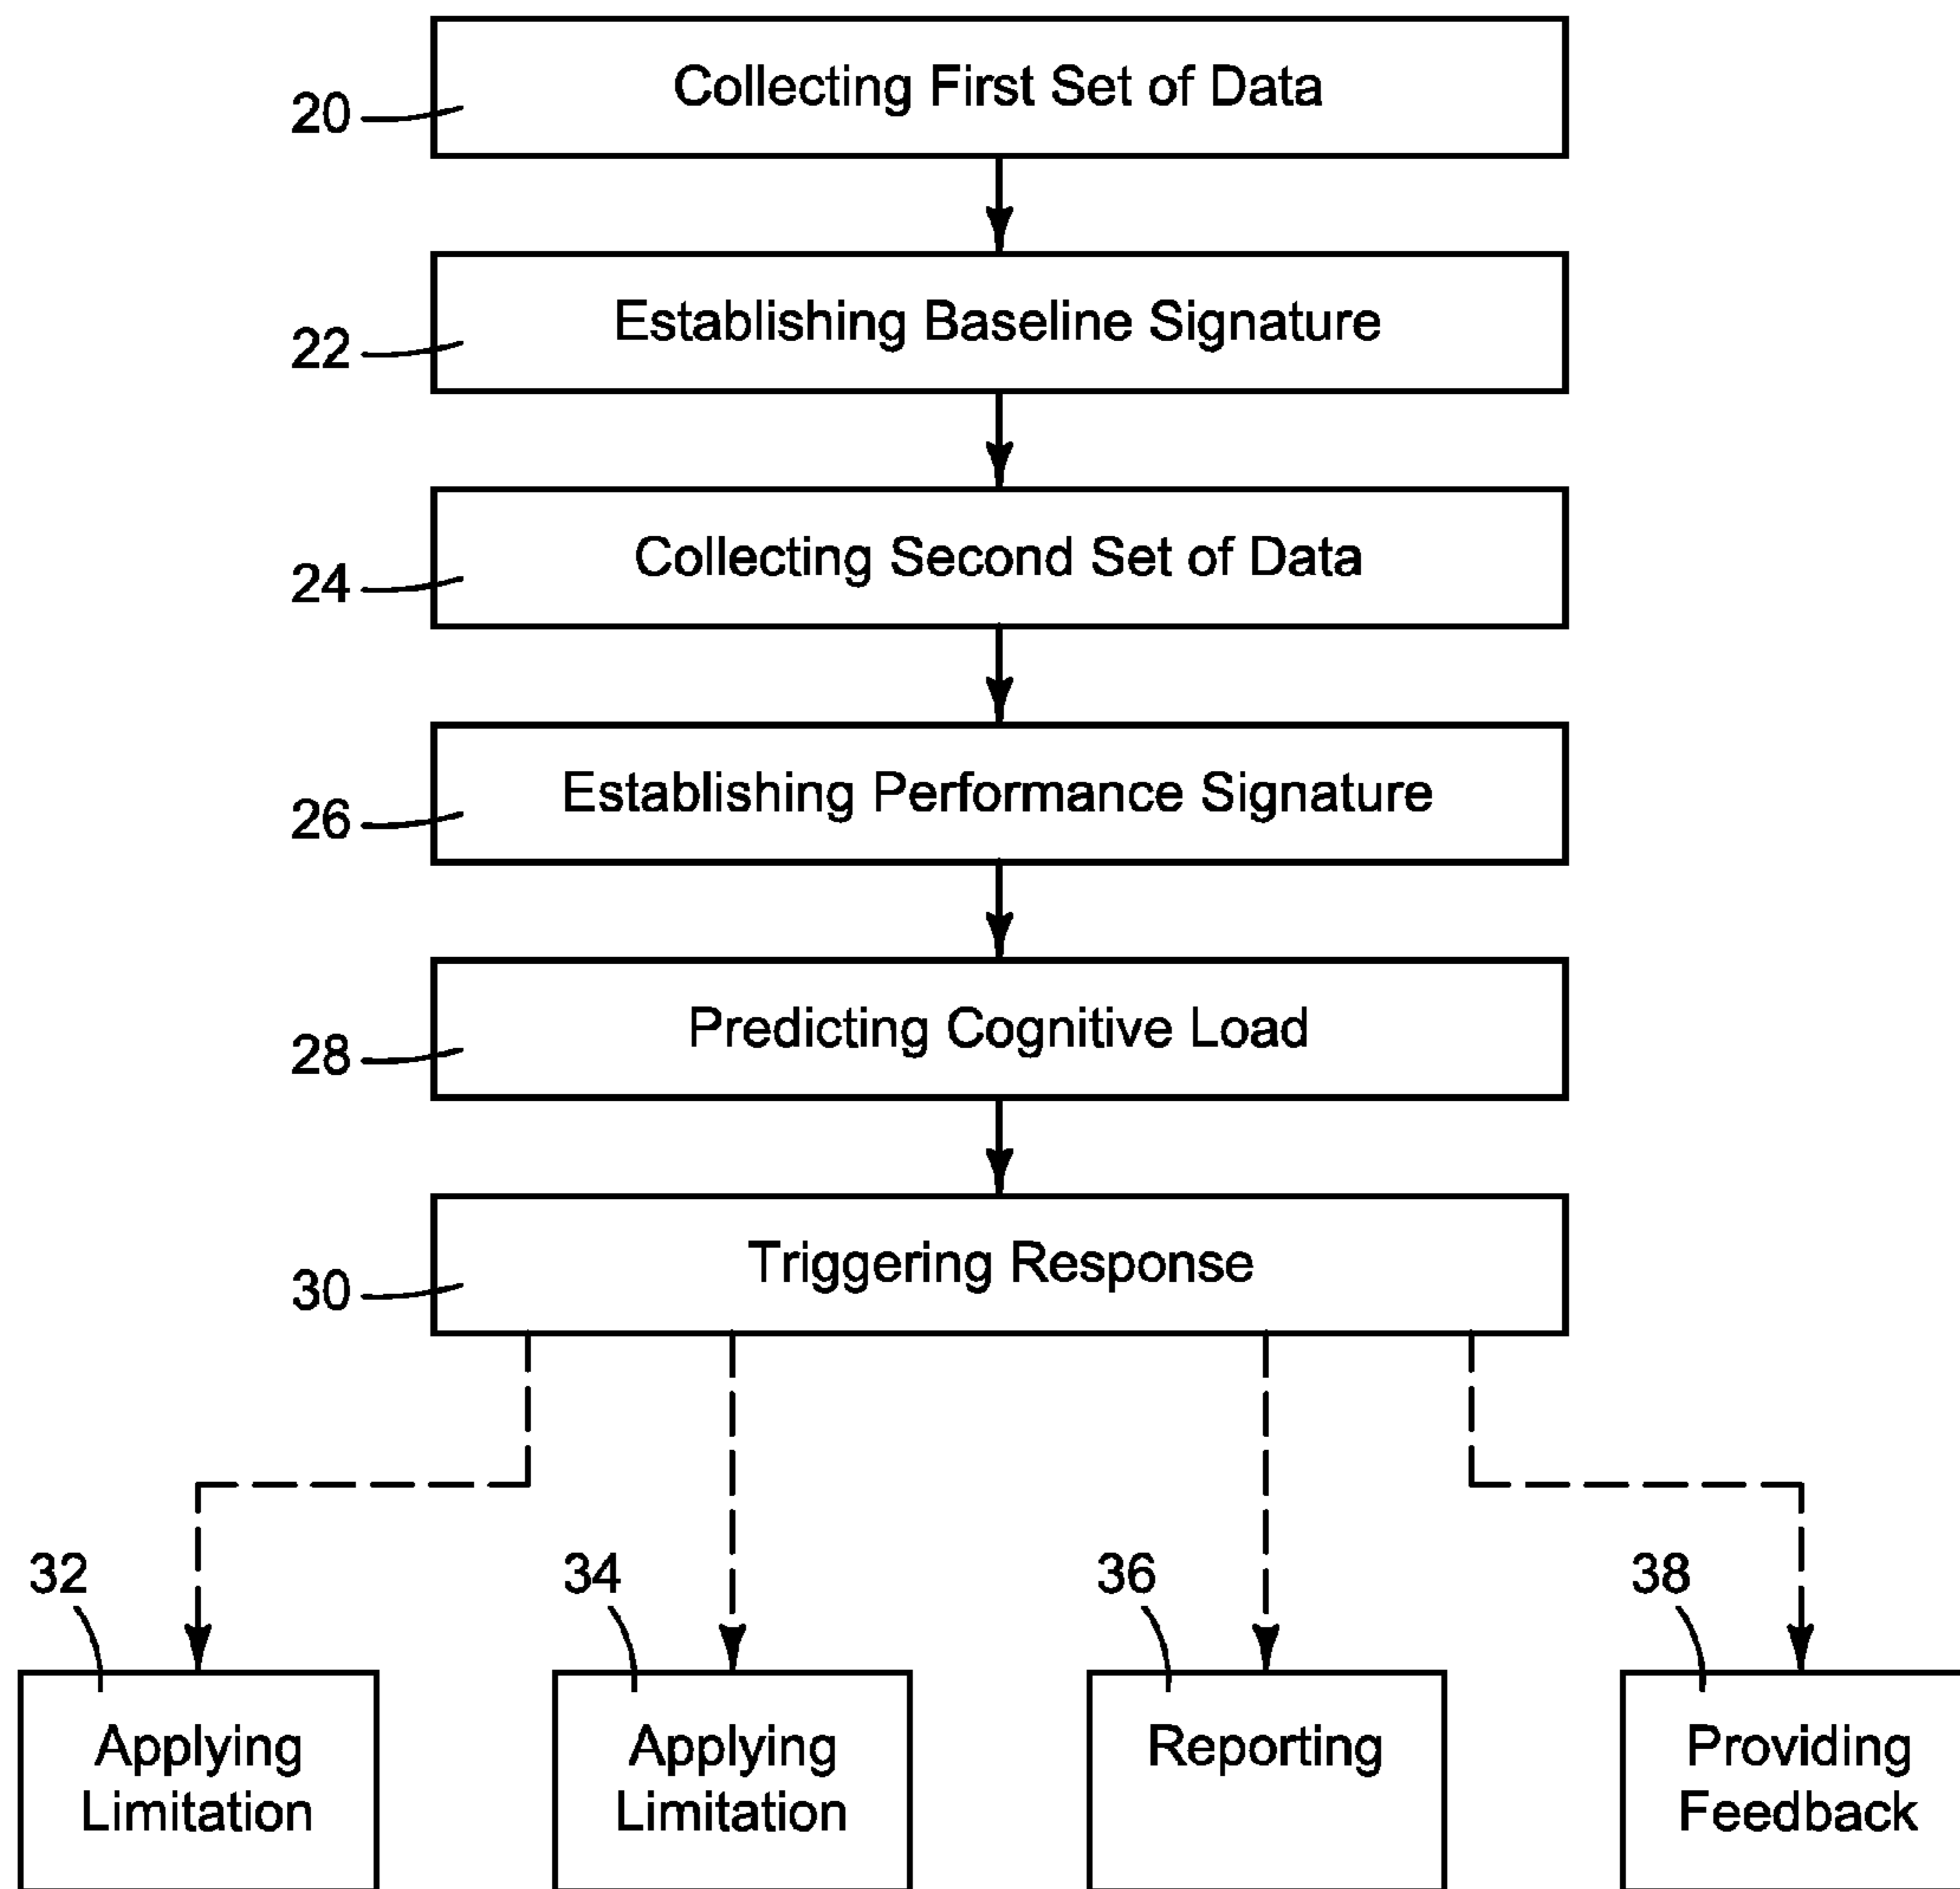 Collecting First Set of Data
20
Establishing Baseline Signature
22
Collecting Second Set of Data
24
Establishing Performance Signature
26
Predicting Cognitive Load
28
Triggering Response
30
32
34
36
38
Applying
Limitation
Applying
Limitation
Reporting
Providing
Feedback